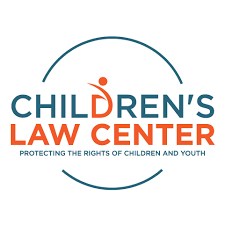 CHILDREN'S
LAW CENTER
PROTECTING THE RIGHTS OF CHILDREN AND YOUTH